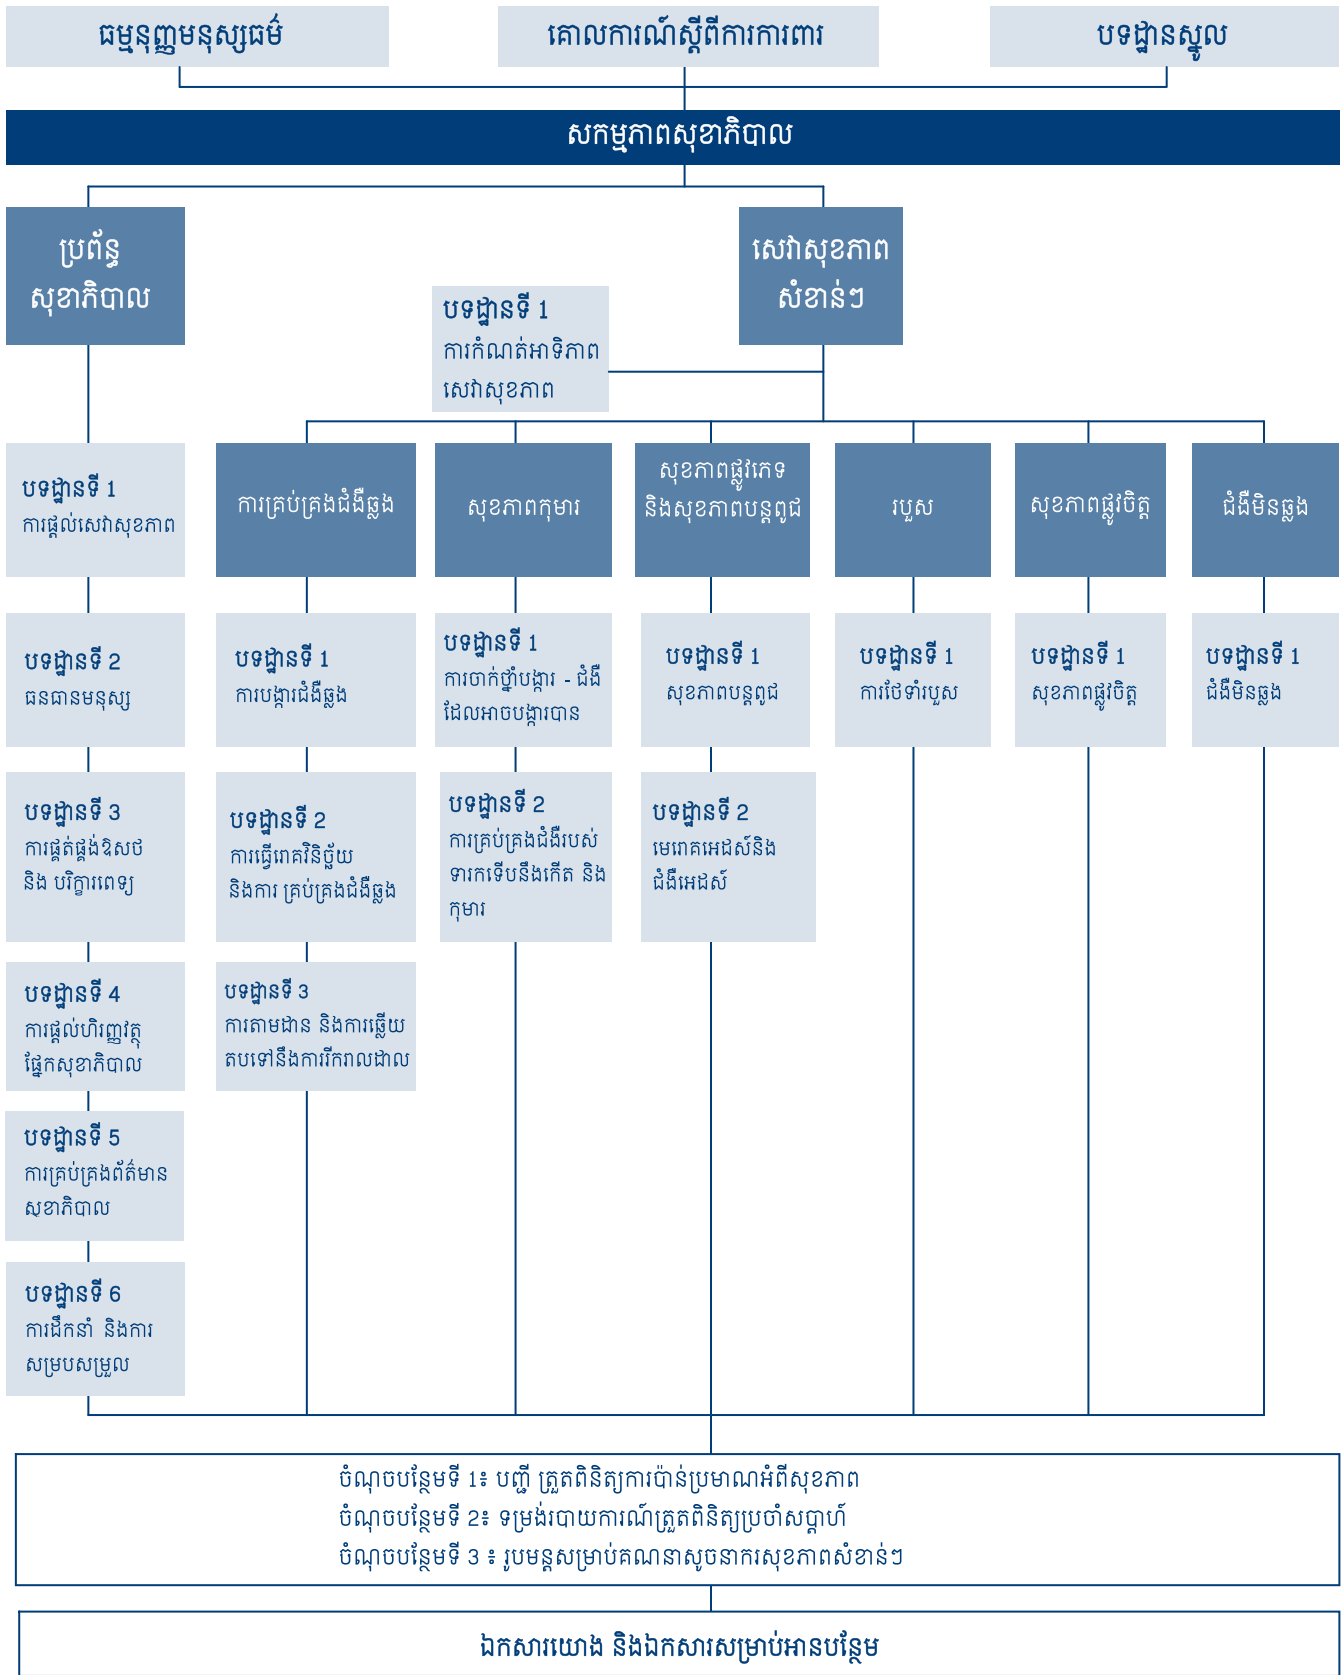 ធម្មនុញ្ញមនុស្សធម៌
គោលការណ៍ស្តីពីការការពារ
បទដ្ឋានស្នូល
សកម្មភាពសុខាភិបាល
ប្រព័ន្ធ
សុខាភិបាល
សេវាសុខភាព
សំខាន់ៗ
បទដ្ឋានទី 1
ការកំណត់អាទិភាព
សេវាសុខភាព
បទដ្ឋានទី 1
ការផ្តល់សេវាសុខភាព
បទដ្ឋានទី 2
ធនធានមនុស្ស
បទដ្ឋានទី 3
ការផ្គត់ផ្គង់ឱសថ
និង បរិក្ខារពេទ្យ
បទដ្ឋានទី 4
ការផ្តល់ហិរញ្ញវត្ថុ
ផ្នែកសុខាភិបាល
បទដ្ឋានទី 5
ការគ្រប់គ្រងព័ត៌មាន
សុខាភិបាល
បទដ្ឋានទី 6
ការដឹកនាំ និងការ
សម្របសម្រួល
ការគ្រប់គ្រងជំងឺឆ្លង
បទដ្ឋានទី 1
ការបង្ការជំងឺឆ្លង
បទដ្ឋានទី 2
ការធ្វើរោគវិនិច្ឆ័យ
និងការ គ្រប់គ្រងជំងឺឆ្លង
បទដ្ឋានទី 3
ការតាមដាន និងការឆ្លើយ
តបទៅនឹងការរីករាលដាល
សុខភាពកុមារ
បទដ្ឋានទី 1
ការចាក់ថ្នាំបង្ការ - ជំងឺ
ដែលអាចបង្ការបាន
បទដ្ឋានទី 2
ការគ្រប់គ្រងជំងឺរបស់
ទារកទើបនឹងកើត និង
កុមារ
សុខភាពផ្លូវភេទ
និងសុខភាពបន្តពូជ
បទដ្ឋានទី 1
សុខភាពបន្តពូជ
បទដ្ឋានទី 2
មេរោគអេដស៍និង
ជំងឺអេដស៍
របួស
បទដ្ឋានទី 1
ការថែទាំរបួស
សុខភាពផ្លូវចិត្ត
បទដ្ឋានទី 1
សុខភាពផ្លូវចិត្ត
ជំងឺមិនឆ្លង
បទដ្ឋានទី 1
ជំងឺមិនឆ្លង
ចំណុចបន្ថែមទី 1៖ បញ្ជី ត្រួតពិនិត្យការប៉ាន់ប្រមាណអំពីសុខភាព
ចំណុចបន្ថែមទី 2៖ ទម្រង់របាយការណ៍ត្រួតពិនិត្យប្រចាំសប្តាហ៍
ចំណុចបន្ថែមទី 3 ៖ រូបមន្តសម្រាប់គណនាសូចនាករសុខភាពសំខាន់ៗ
ឯកសារយោង និងឯកសារសម្រាប់អានបន្ថែម